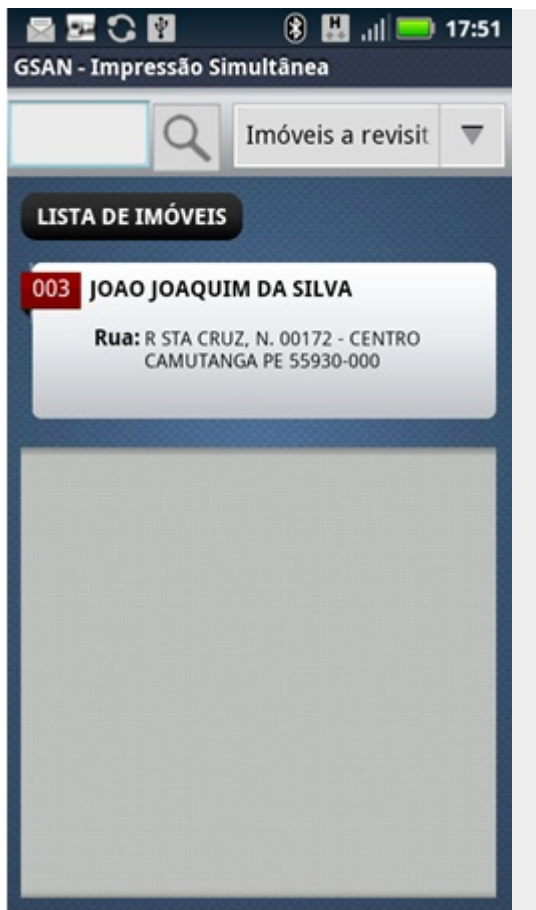 17:51
GSAN - Impressão Simultânea
Imóveis a revisit
LISTA DE IMÓVEIS
003 JOAO JOAQUIM DA SILVA
Rua: R STA CRUZ, N. 00172 - CENTRO
CAMUTANGA PE 55930-000